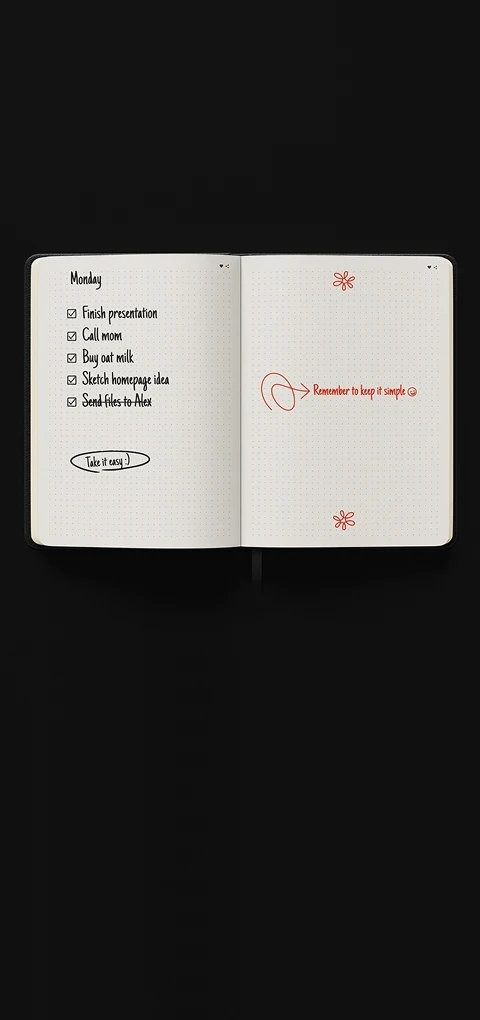 Monday
Finish presentation
Call mom
Buy oat milk
Sketch homepage idea
Send files to Alex
Take it easy :)
Remember to keep it simple